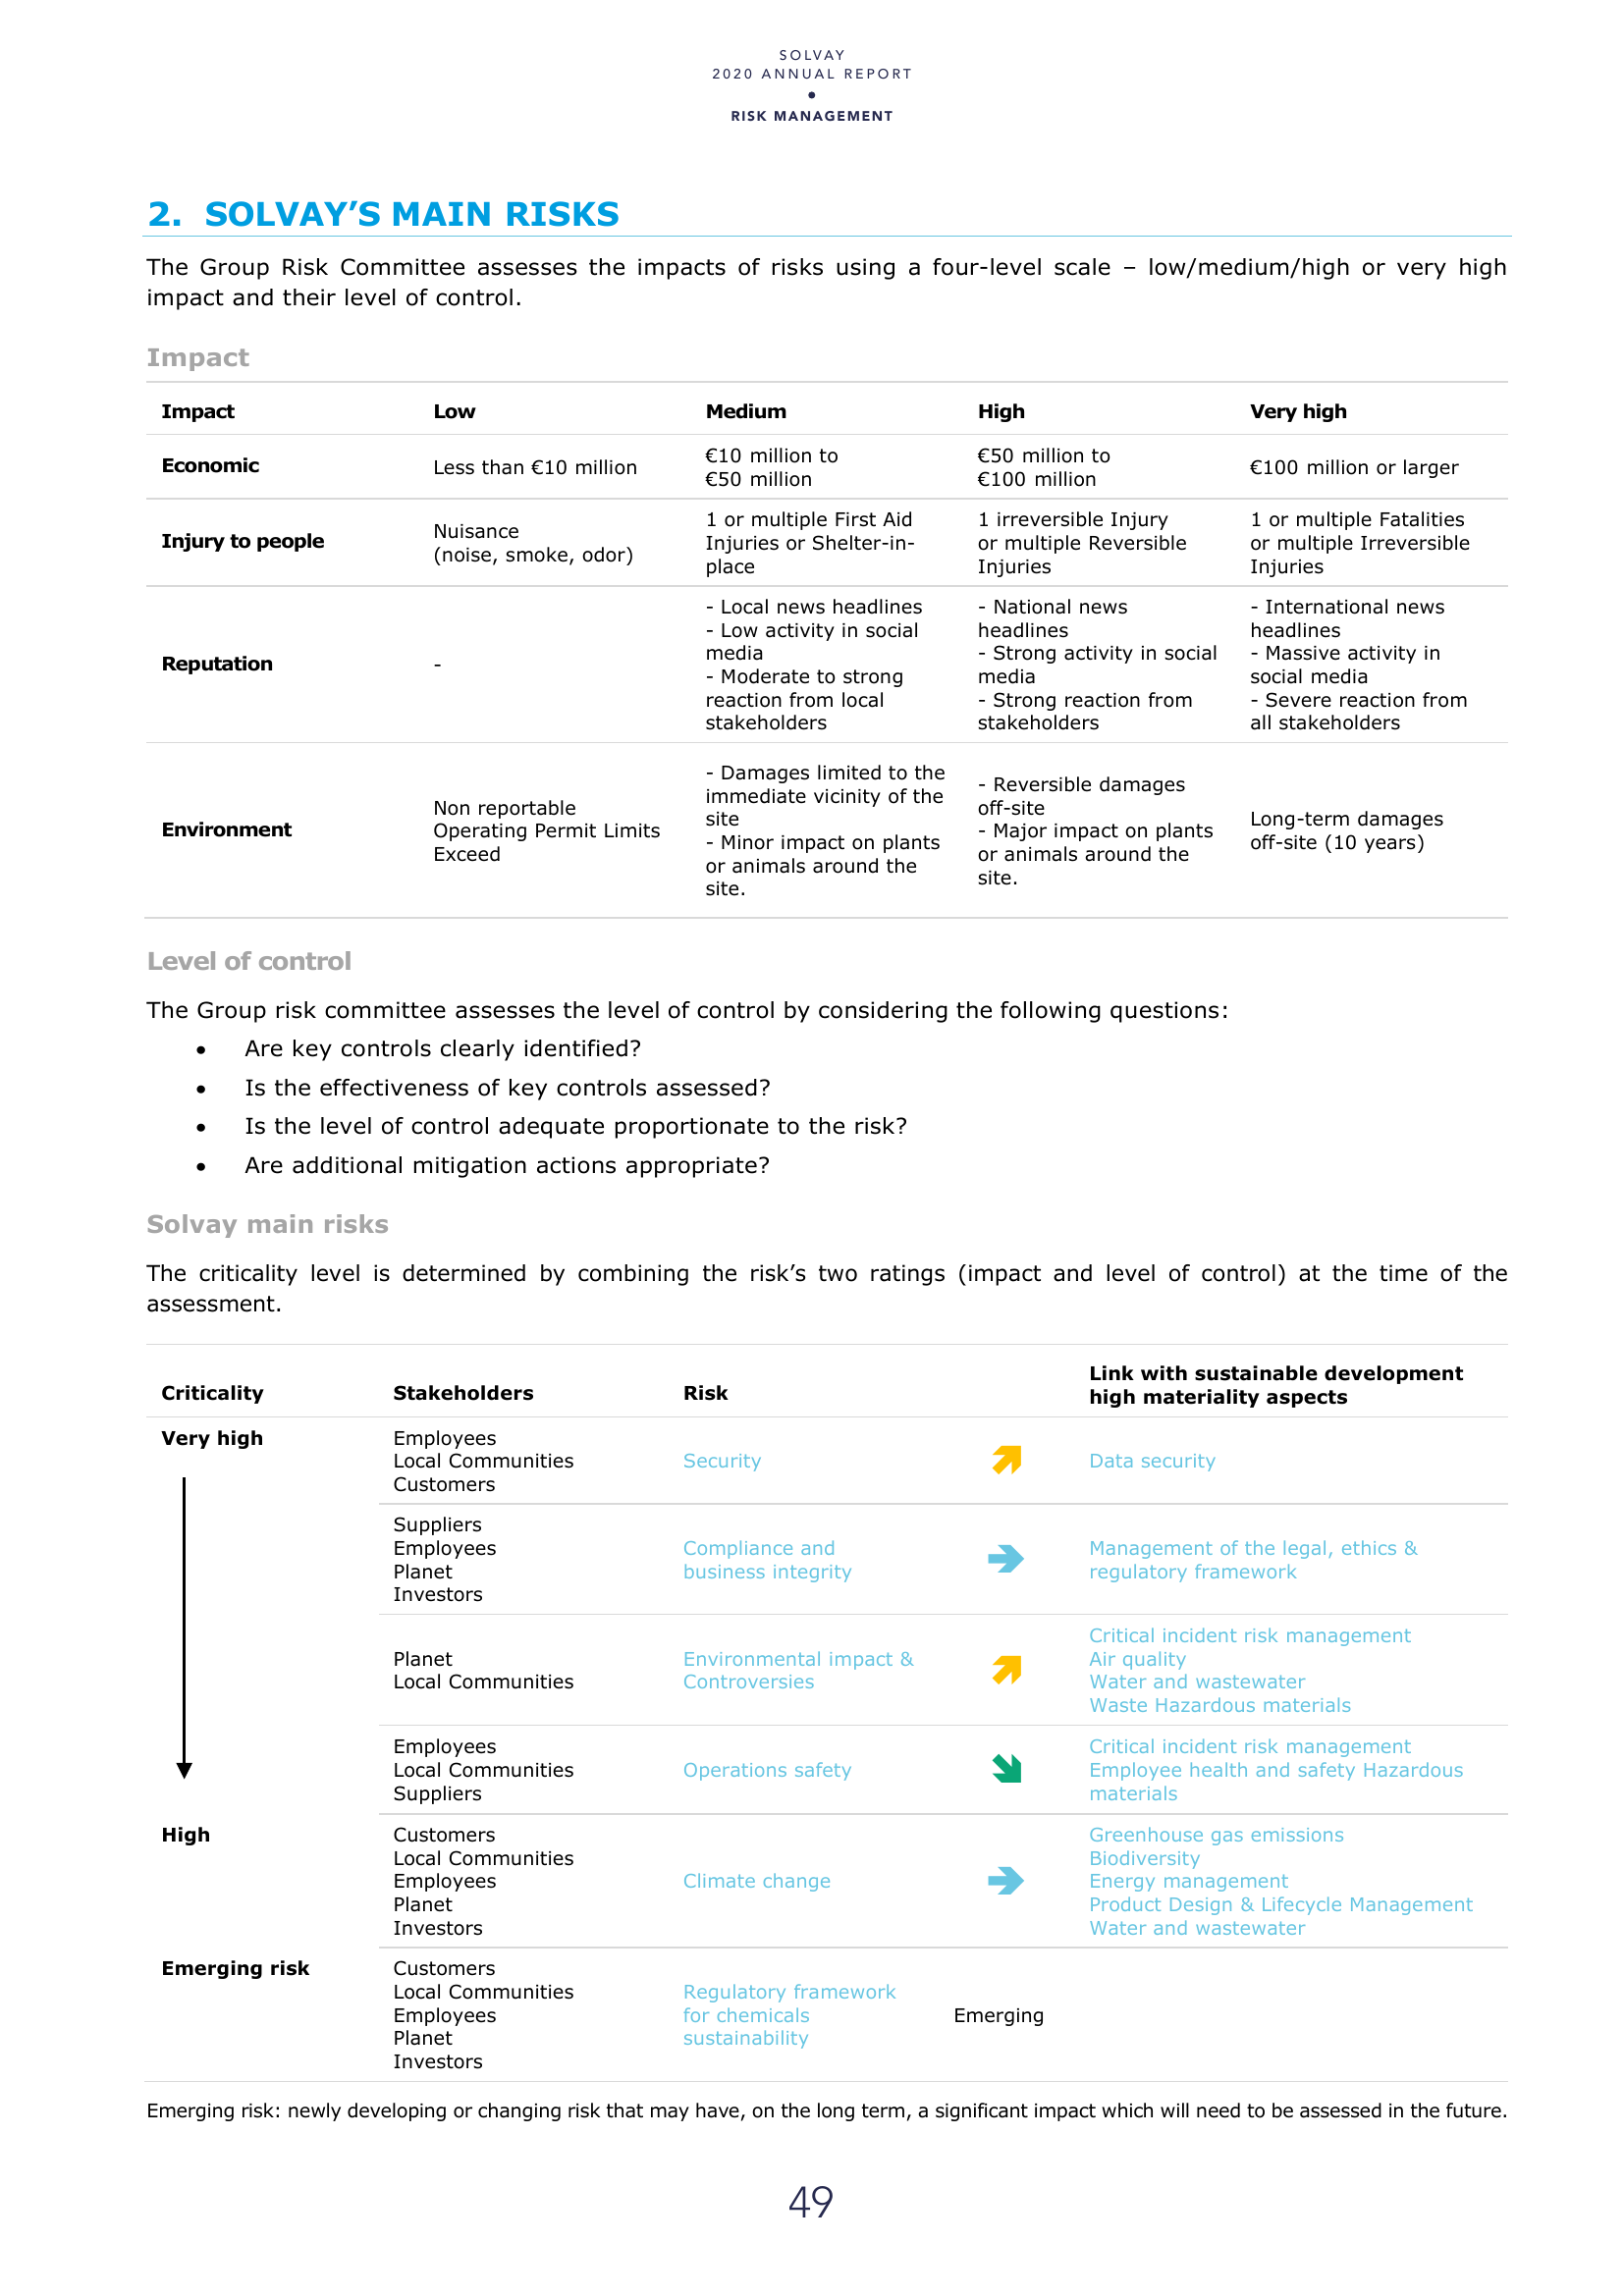 SOLVAY
2020 ANNUAL REPORT
•
RISK MANAGEMENT
2. SOLVAY’S MAIN RISKS
The Group Risk Committee assesses the impacts of risks using a four-level scale – low/medium/high or very high
impact and their level of control.
Impact
Impact Low Medium High Very high
Economic
Less than €10 million
€10 million to
€50 million
€50 million to
€100 million
€100 million or larger
Injury to people
Nuisance
(noise, smoke, odor)
1 or multiple First Aid
Injuries or Shelter-in-
place
1 irreversible Injury
or multiple Reversible
Injuries
1 or multiple Fatalities
or multiple Irreversible
Injuries
Reputation
-
- Local news headlines
- Low activity in social
media
- Moderate to strong
reaction from local
stakeholders
- National news
headlines
- Strong activity in social
media
- Strong reaction from
stakeholders
- International news
headlines
- Massive activity in
social media
- Severe reaction from
all stakeholders
Environment
Non reportable
Operating Permit Limits
Exceed
- Damages limited to the
immediate vicinity of the
site
- Minor impact on plants
or animals around the
site.
- Reversible damages
off-site
- Major impact on plants
or animals around the
site.
Long-term damages
off-site (10 years)
Level of control
The Group risk committee assesses the level of control by considering the following questions:
• Are key controls clearly identified?
• Is the effectiveness of key controls assessed?
• Is the level of control adequate proportionate to the risk?
• Are additional mitigation actions appropriate?
Solvay main risks
The criticality level is determined by combining the risk’s two ratings (impact and level of control) at the time of the
assessment.
Criticality Stakeholders Risk
Link with sustainable development
high materiality aspects
Very high
Employees
Local Communities
Customers
Security
Data security
Suppliers
Employees
Planet
Investors
Compliance and
business integrity
Management of the legal, ethics &
regulatory framework
Planet
Local Communities
Environmental impact &
Controversies
Critical incident risk management
Air quality
Water and wastewater
Waste Hazardous materials
Employees
Local Communities
Suppliers
Operations safety
Critical incident risk management
Employee health and safety Hazardous
materials
High
Customers
Local Communities
Employees
Planet
Investors
Climate change
Greenhouse gas emissions
Biodiversity
Energy management
Product Design & Lifecycle Management
Water and wastewater
Emerging risk
Customers
Local Communities
Employees
Planet
Investors
Regulatory framework
for chemicals
sustainability
Emerging
Emerging risk: newly developing or changing risk that may have, on the long term, a significant impact which will need to be assessed in the future.
49